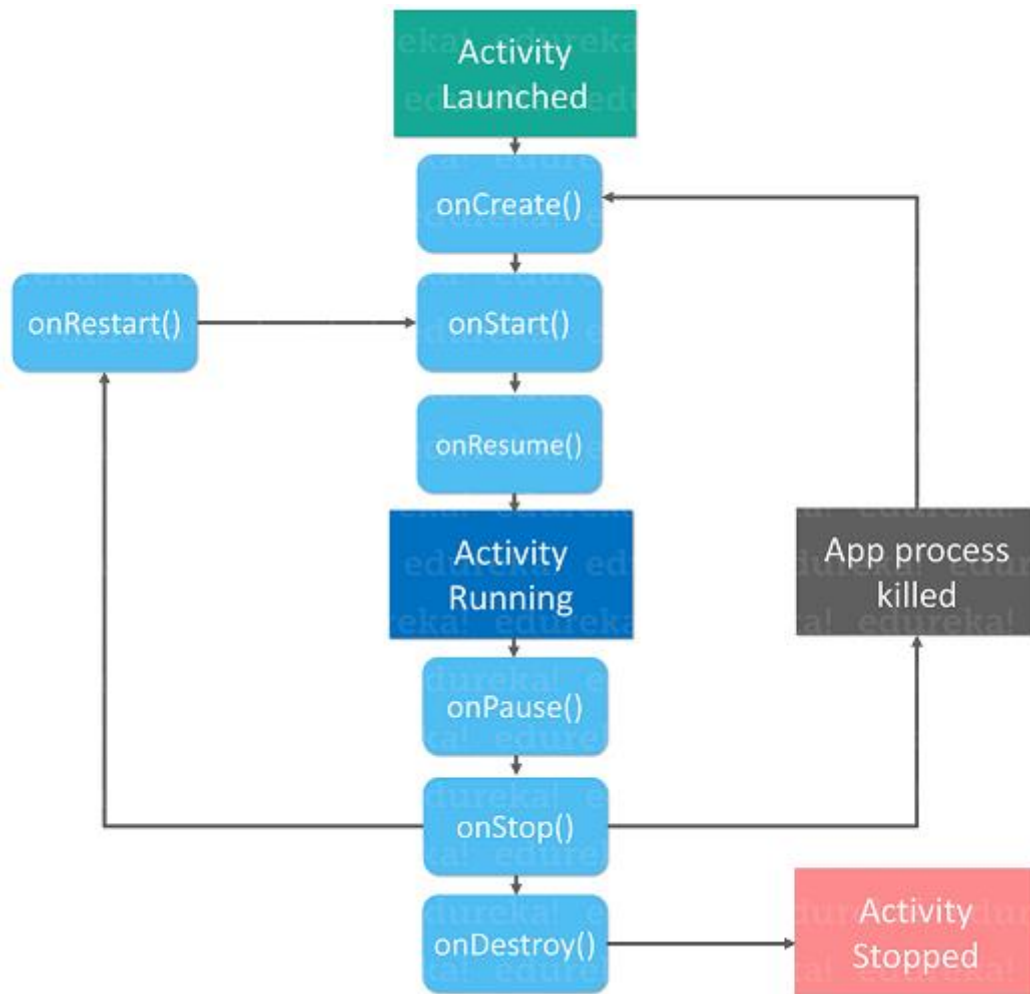 Activity
Launched
onCreate()
onRestart()
onStart()
onResume()
Activity
Running
App process
killed
onPause()
onStop()
onDestroy()
Activity
Stopped